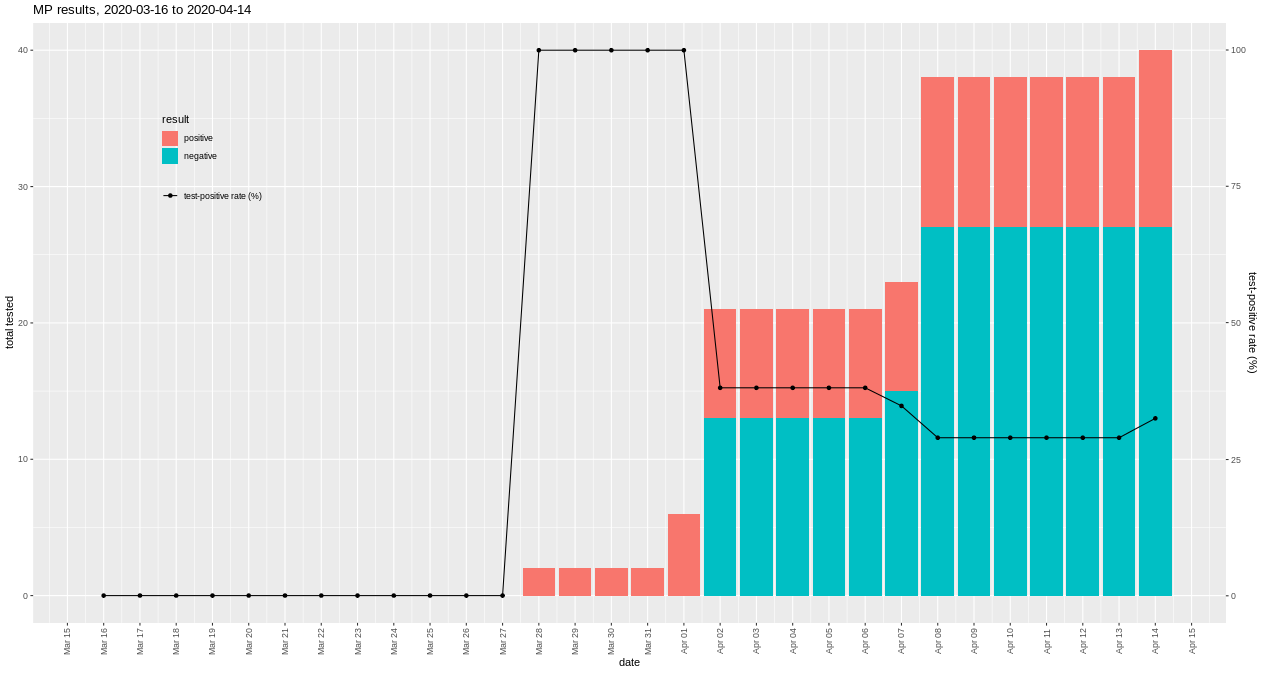 MP results, 2020-03-16 to 2020-04-14
total tested
40
30
20
10
0
result
positive
negative
test-positive rate (%)
100
75
50
25
0
test-positive rate (%)
Mar 15
Mar 16
Mar 17
Mar 18
Mar 19
Mar 20
Mar 21
Mar 22
Mar 23
Mar 24
Mar 25
Mar 26
Mar 27
Mar 28
Mar 29
Mar 30
Mar 31
Apr 01
Apr 02
Apr 03
Apr 04
Apr 05
Apr 06
Apr 07
Apr 08
Apr 09
Apr 10
Apr 11
Apr 12
Apr 13
Apr 14
Apr 15
date